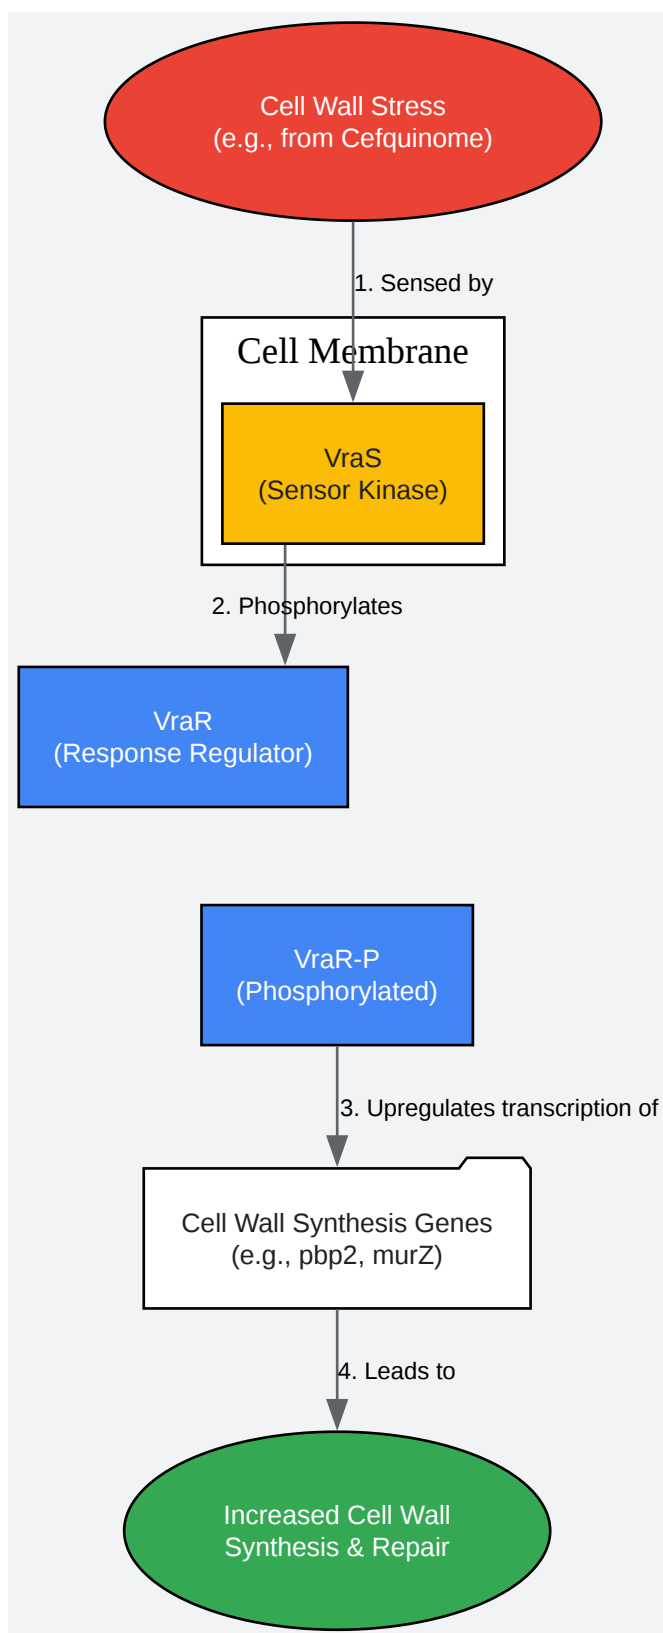 Cell Wall Stress
(e.g., from Cefquinome)
1. Sensed by
Cell Membrane
VraS
(Sensor Kinase)
2. Phosphorylates
VraR
(Response Regulator)
VraR-P
(Phosphorylated)
3. Upregulates transcription of
Cell Wall Synthesis Genes
(e.g., pbp2, murZ)
4. Leads to
Increased Cell Wall
Synthesis & Repair